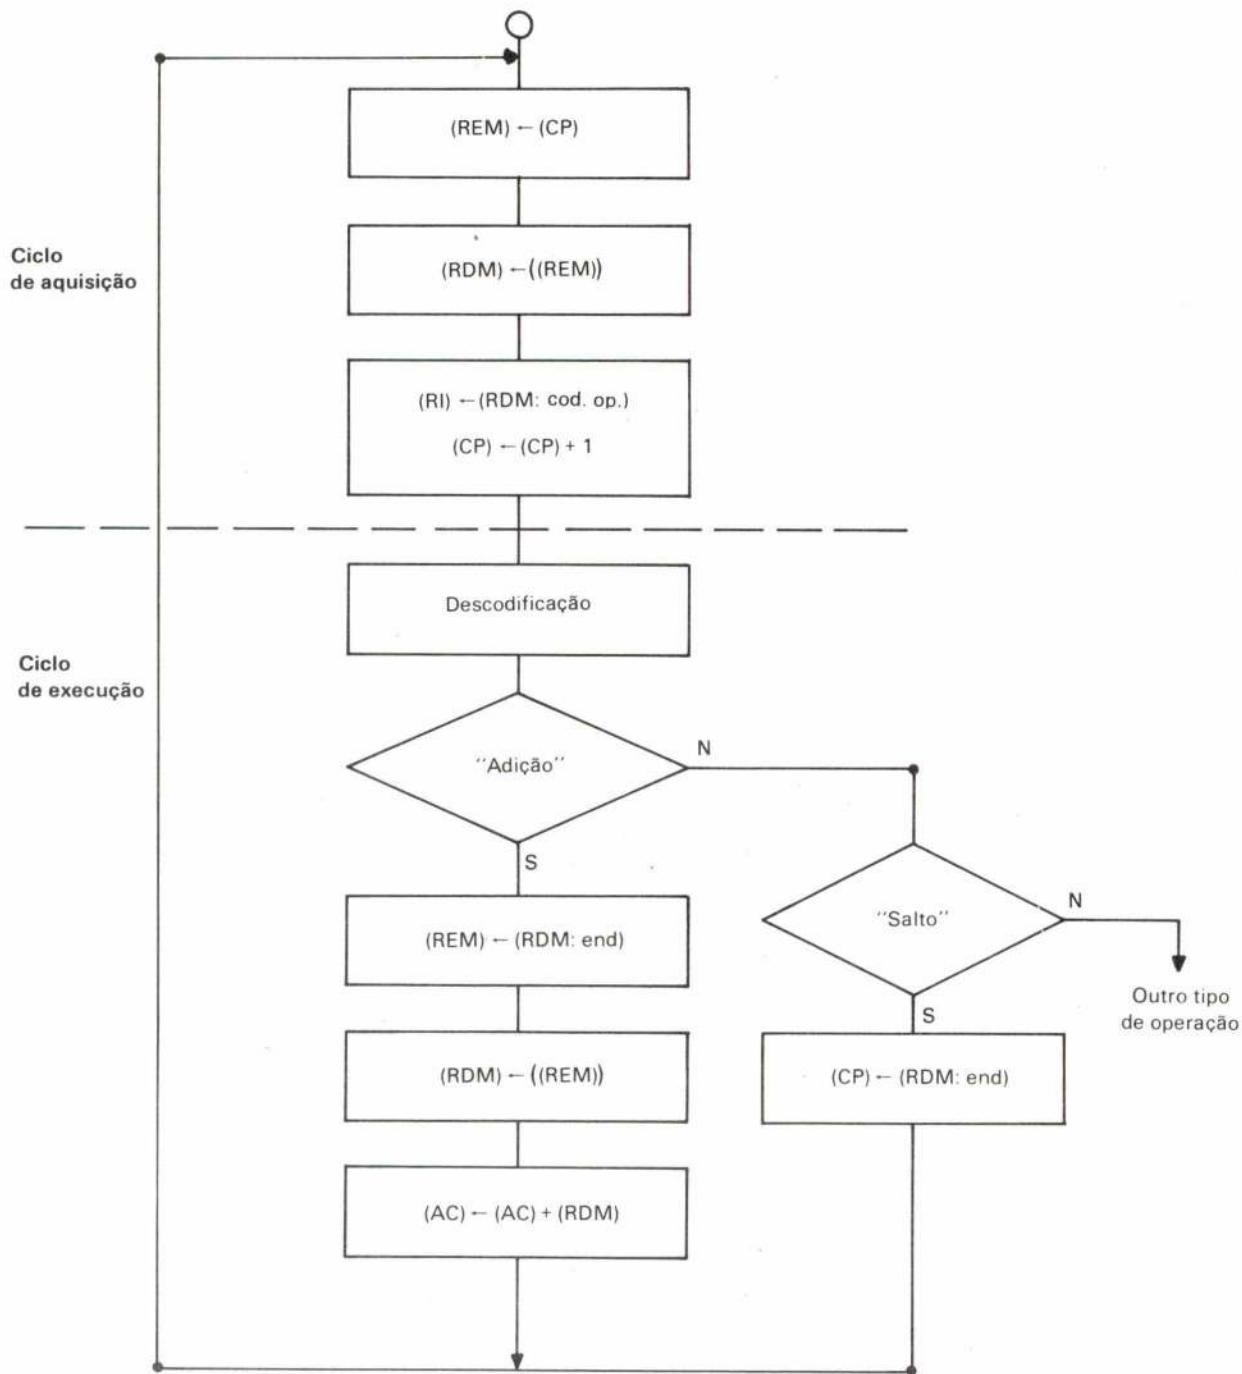 (REM) ← (CP)
Ciclo
de aquisição
(RDM) ← ((REM))
(RI) ← (RDM: cod. op.)
(CP) ← (CP) + 1
Descodificação
Ciclo
de execução
"Adição"
N
S
"Salto"
N
S
Outro tipo
de operação
(REM) ← (RDM: end)
(RDM) ← ((REM))
(CP) ← (RDM: end)
(AC) ← (AC) + (RDM)